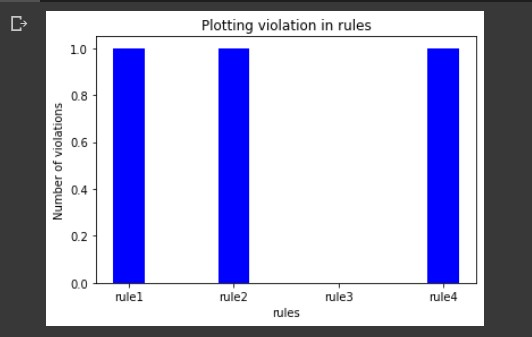 Plotting violation in rules
1.0
0.8
0.6
0.4
0.2
0.0
Number of violations
rule1 rule2 rule3 rule4
rules